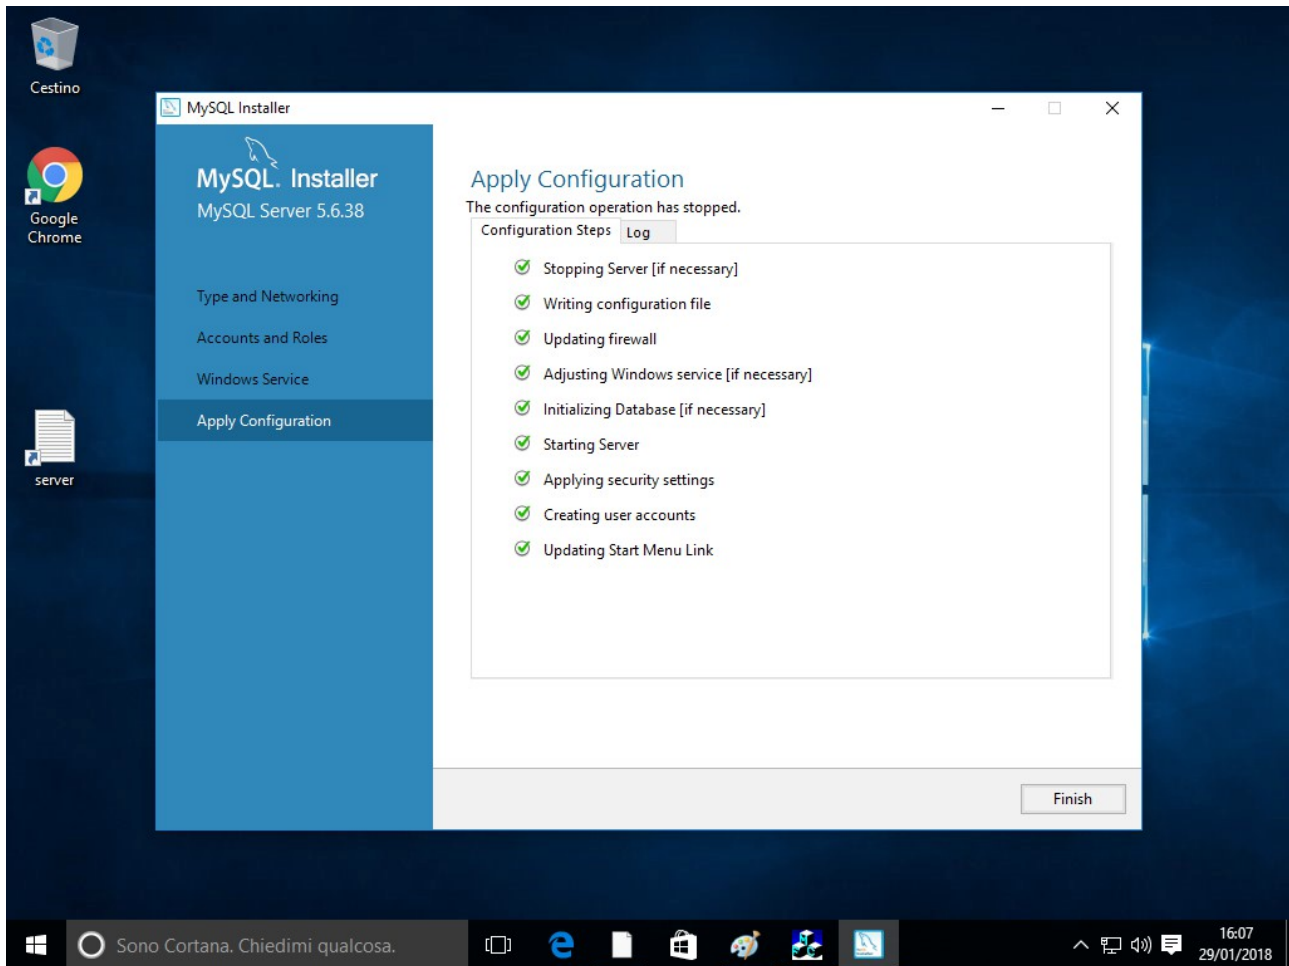 Cestino
Google
Chrome
server
MySQL Installer
MySQL. Installer
MySQL Server 5.6.38
Type and Networking
Accounts and Roles
Windows Service
Apply Configuration
Apply Configuration
The configuration operation has stopped.
Configuration Steps Log
Stopping Server [if necessary]
Writing configuration file
Updating firewall
Adjusting Windows service [if necessary]
Initializing Database [if necessary]
Starting Server
Applying security settings
Creating user accounts
Updating Start Menu Link
Finish
Sono Cortana. Chiedimi qualcosa.
16:07
29/01/2018